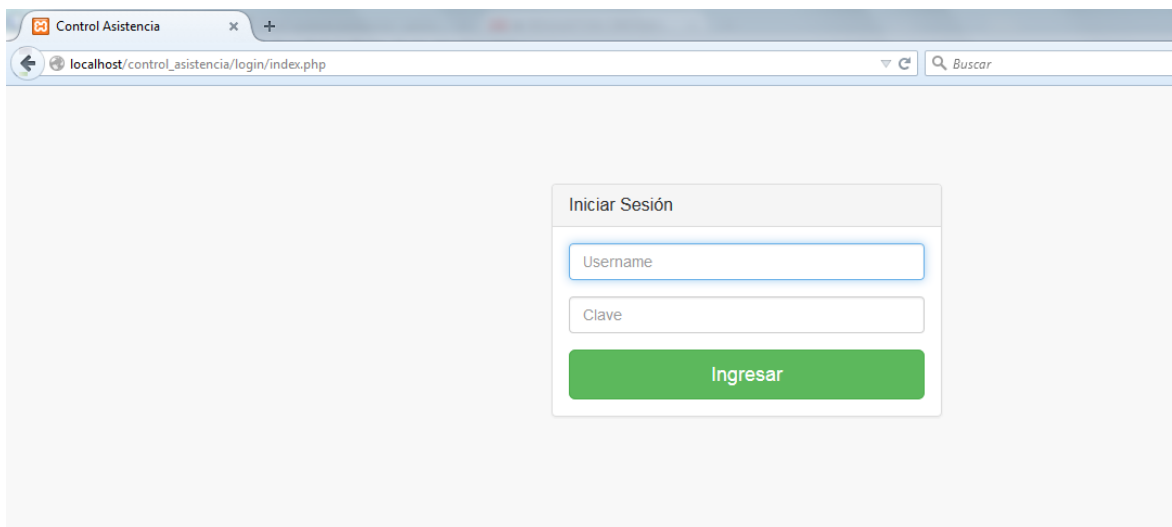 Control Asistencia
localhost/control_asistencia/login/index.php
Buscar
Iniciar Sesión
Username
Clave
Ingresar